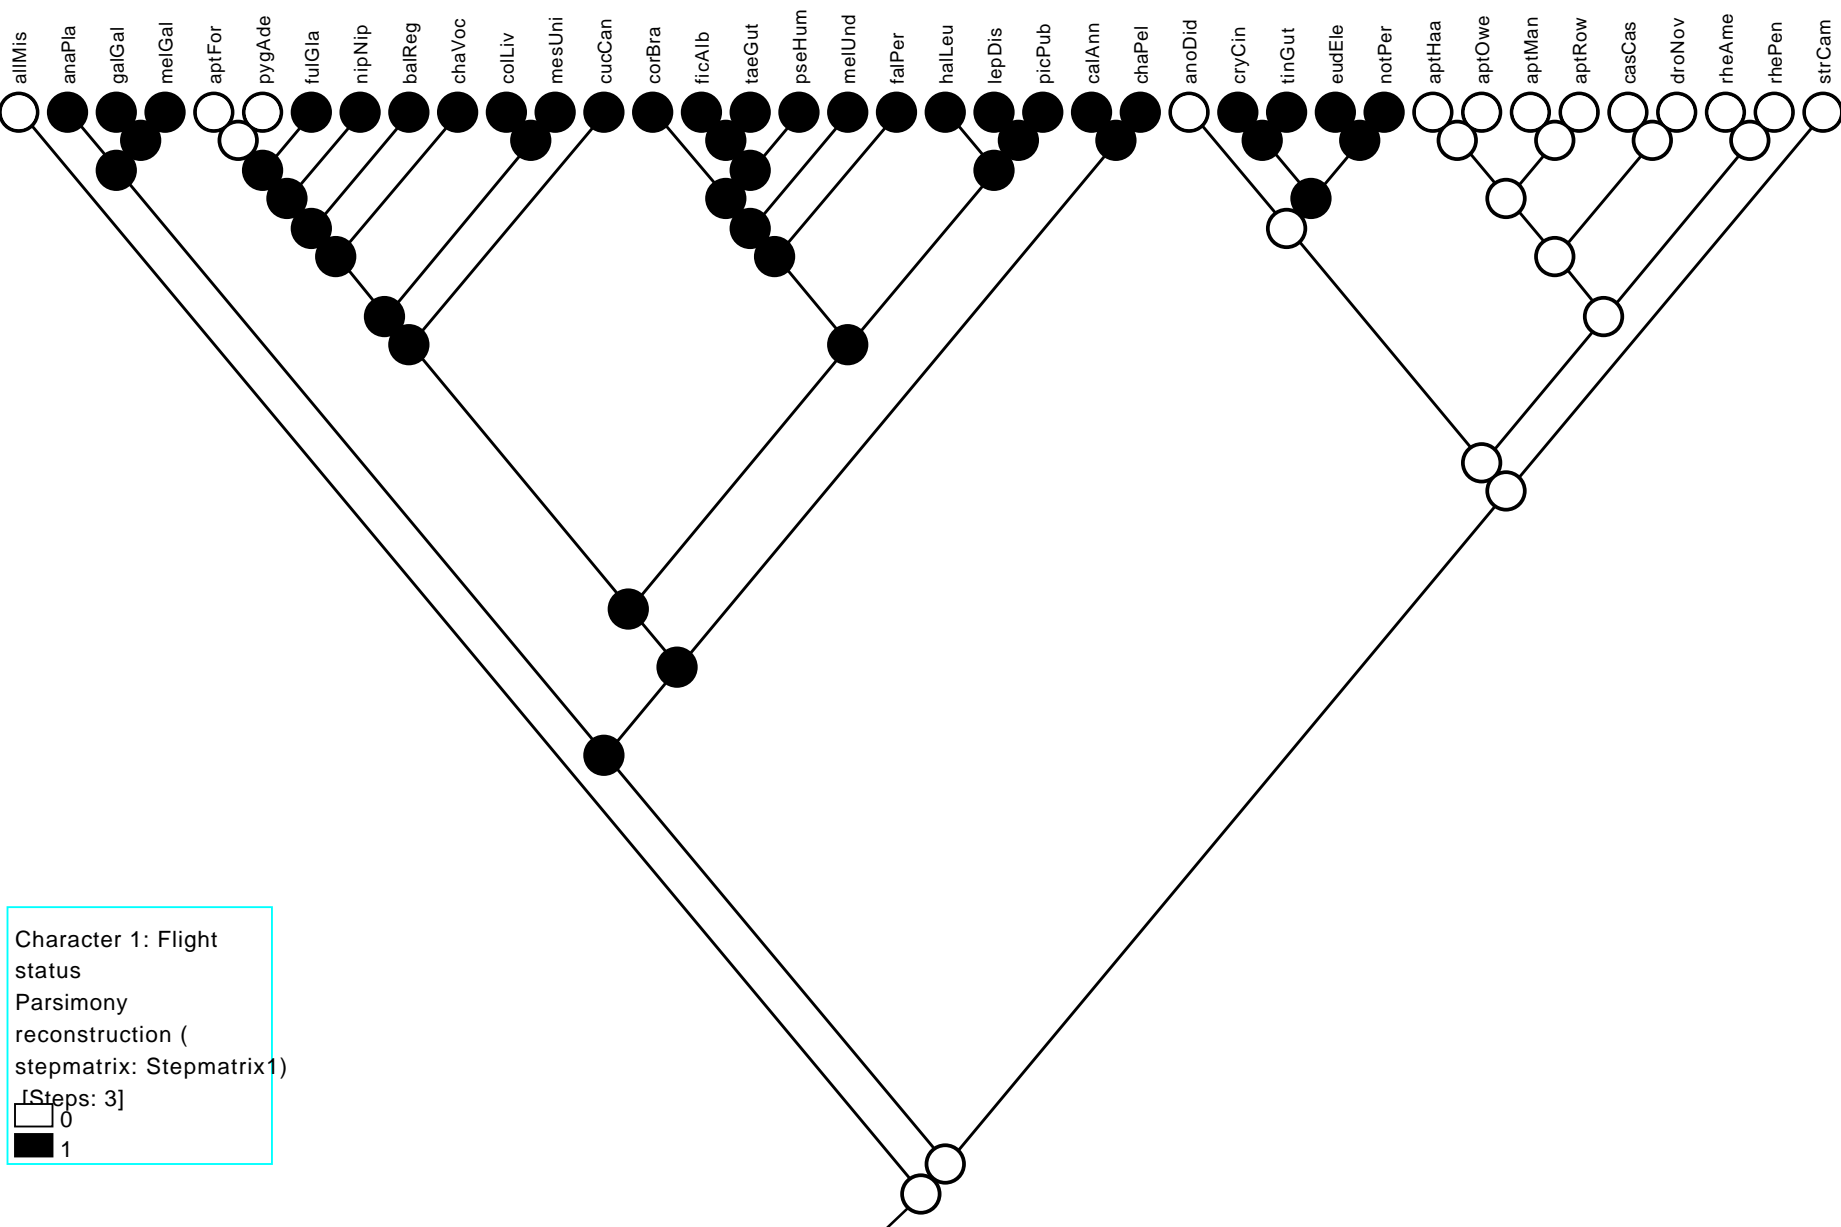 allMis
anaPla
galGal
melGal
aptFor
pygAde
fulGla
nipNip
balReg
chaVoc
colLiv
mesUni
cucCan
corBra
ficAlb
taeGut
pseHum
melUnd
falPer
halLeu
lepDis
picPub
calAnn
chaPel
anoDid
cryCin
tinGut
eudEle
notPer
aptHaa
aptOwe
aptMan
aptRow
casCas
droNov
rheAme
rhePen
strCam
Character 1: Flight
status
Parsimony
reconstruction (
stepmatrix: Stepmatrix1)
[Steps: 3]
0
1